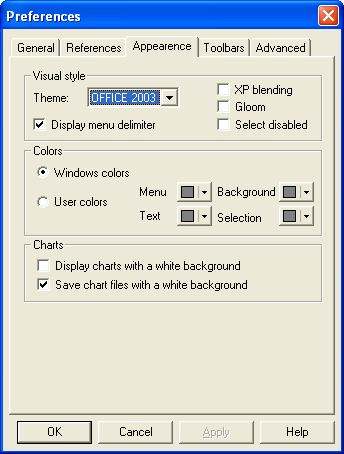 Preferences
General References Appearence Toolbars Advanced
Visual style
Theme: OFFICE 2003 XP blending
Gloom
Display menu delimiter Select disabled
Colors
Windows colors
Menu Background
User colors
Text Selection
Charts
Display charts with a white background
Save chart files with a white background
OK Cancel Apply Help